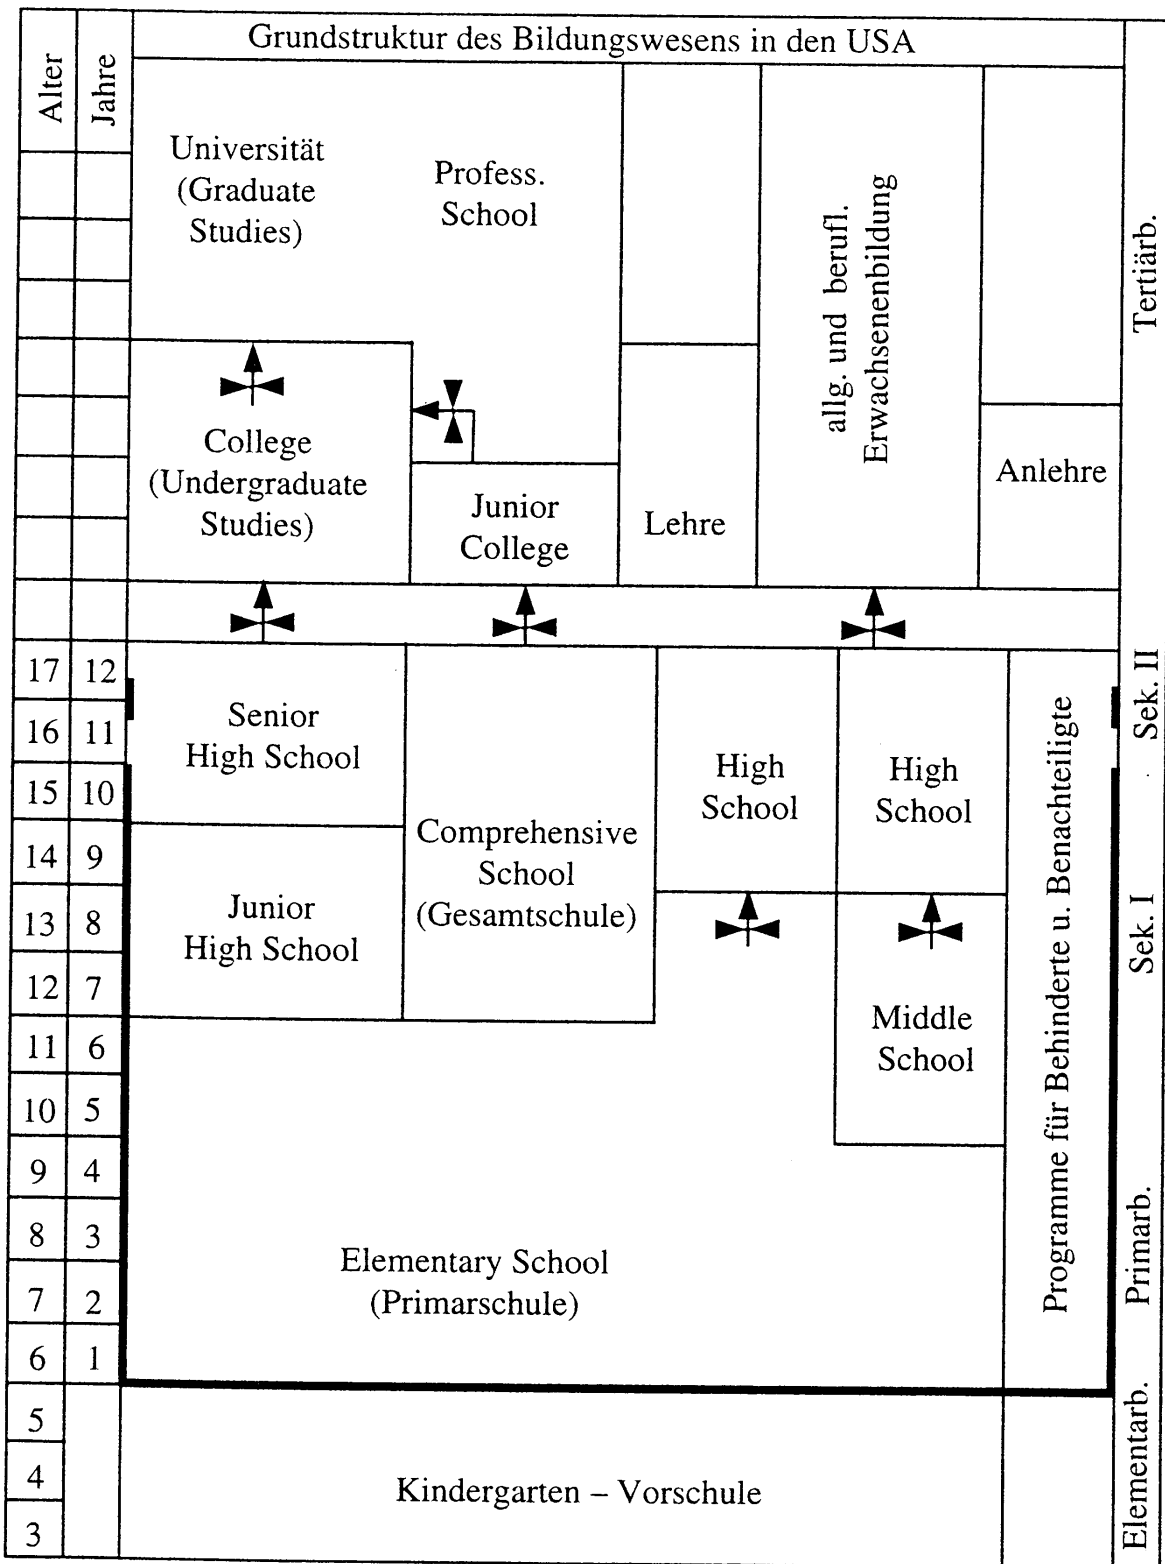 Grundstruktur des Bildungswesens in den USA
Alter
Jahre
Universität
(Graduate
Studies)
Profess.
School
allg. und berufl.
Erwachsenenbildung
Tertiärb.
College
(Undergraduate
Studies)
Junior
College
Lehre
Anlehre
17 12
16 11
15 10
14 9
13 8
12 7
11 6
10 5
9 4
8 3
7 2
6 1
5
4
3
Senior
High School
Junior
High School
Comprehensive
School
(Gesamtschule)
High
School
High
School
Middle
School
Programme für Behinderte u. Benachteiligte
Elementary School
(Primarschule)
Kindergarten – Vorschule
Sek. II
Sek. I
Primarb.
Elementarb.